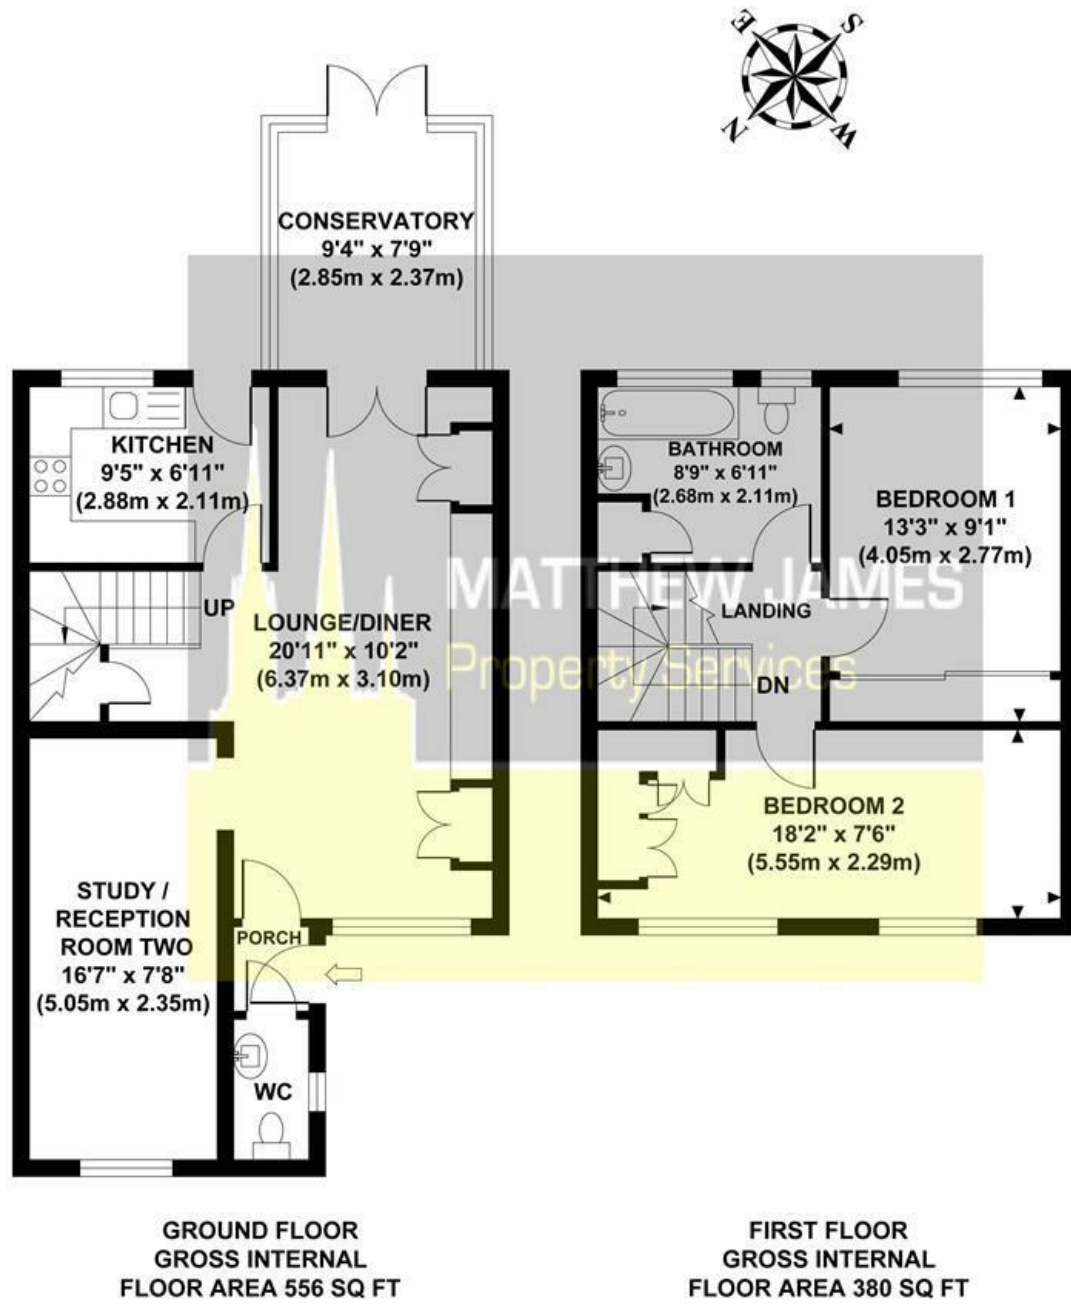 E
S
N
W
CONSERVATORY
9'4" x 7'9"
(2.85m x 2.37m)
KITCHEN
9'5" x 6'11"
(2.88m x 2.11m)
UP
LOUNGE/DINER
20'11" x 10'2"
(6.37m x 3.10m)
STUDY /
RECEPTION
ROOM TWO
16'7" x 7'8"
(5.05m x 2.35m)
PORCH
WC
BATHROOM
8'9" x 6'11"
(2.68m x 2.11m)
BEDROOM 1
13'3" x 9'1"
(4.05m x 2.77m)
LANDING
DN
BEDROOM 2
18'2" x 7'6"
(5.55m x 2.29m)
MATTHEW JAMES
Property Services
GROUND FLOOR
GROSS INTERNAL
FLOOR AREA 556 SQ FT
FIRST FLOOR
GROSS INTERNAL
FLOOR AREA 380 SQ FT